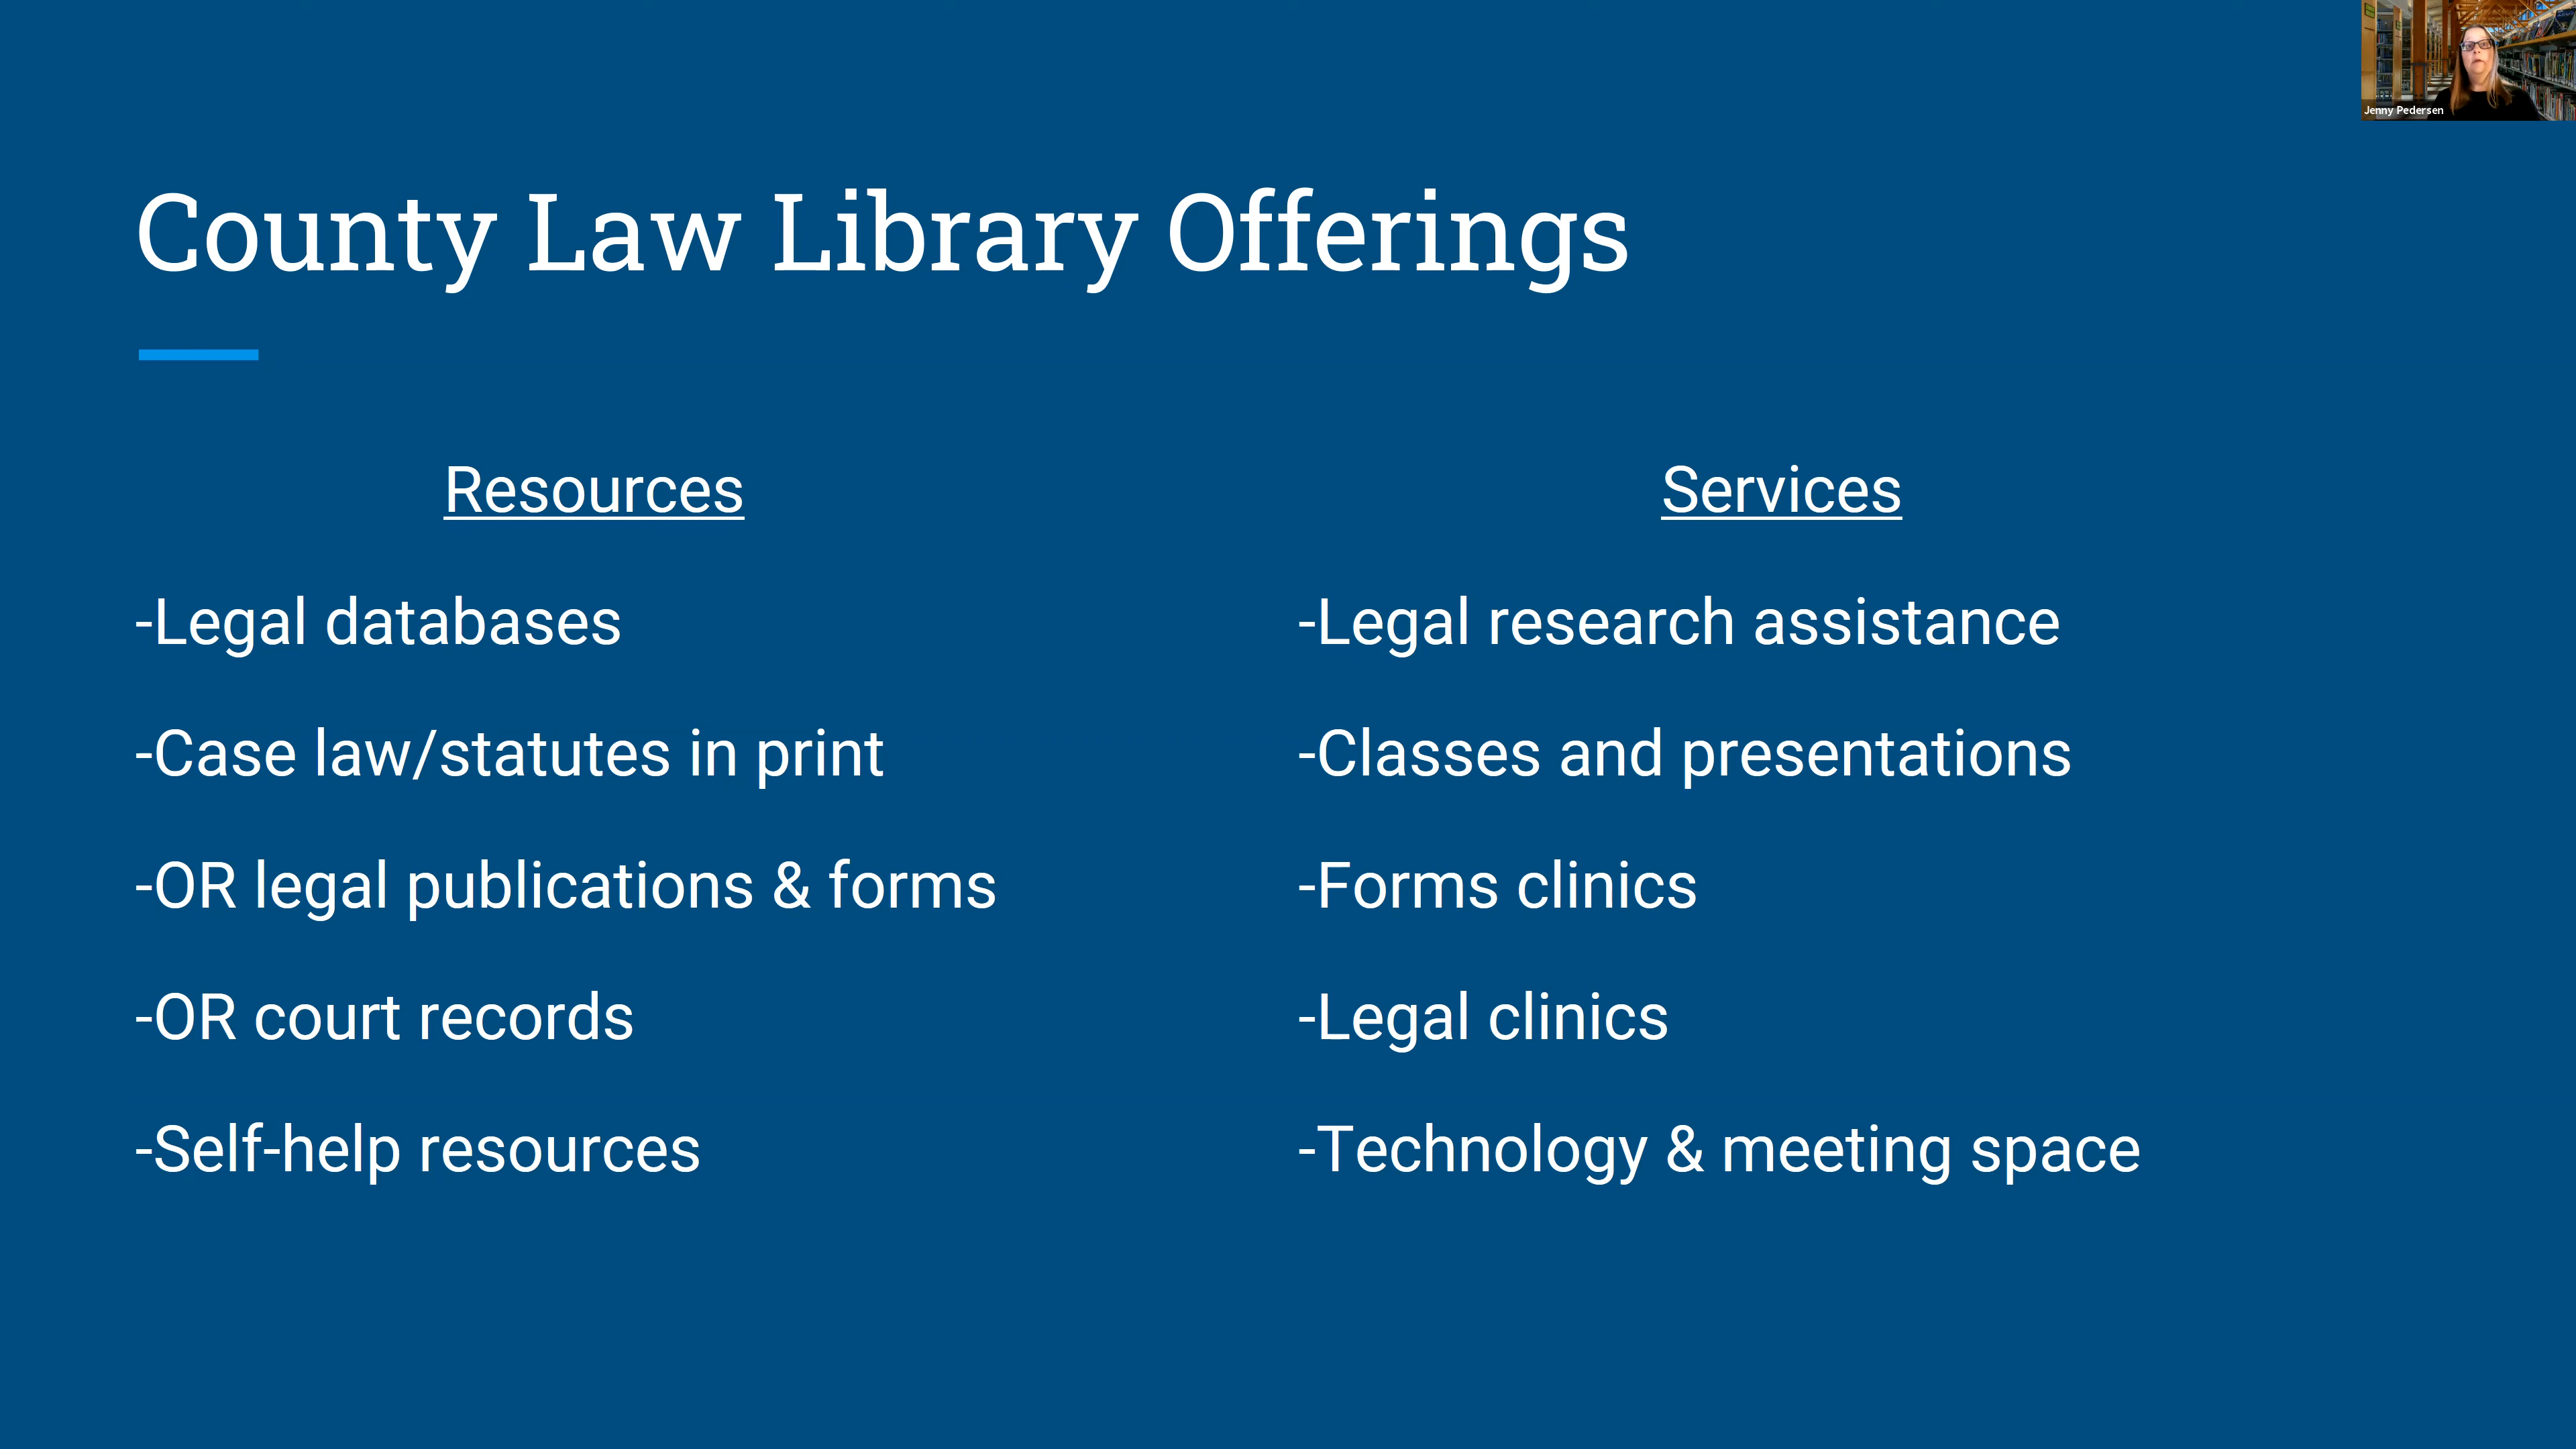 Jenny Pedersen
County Law Library Offerings
Resources
-Legal databases
-Case law/statutes in print
-OR legal publications & forms
-OR court records
-Self-help resources
Services
-Legal research assistance
-Classes and presentations
-Forms clinics
-Legal clinics
-Technology & meeting space